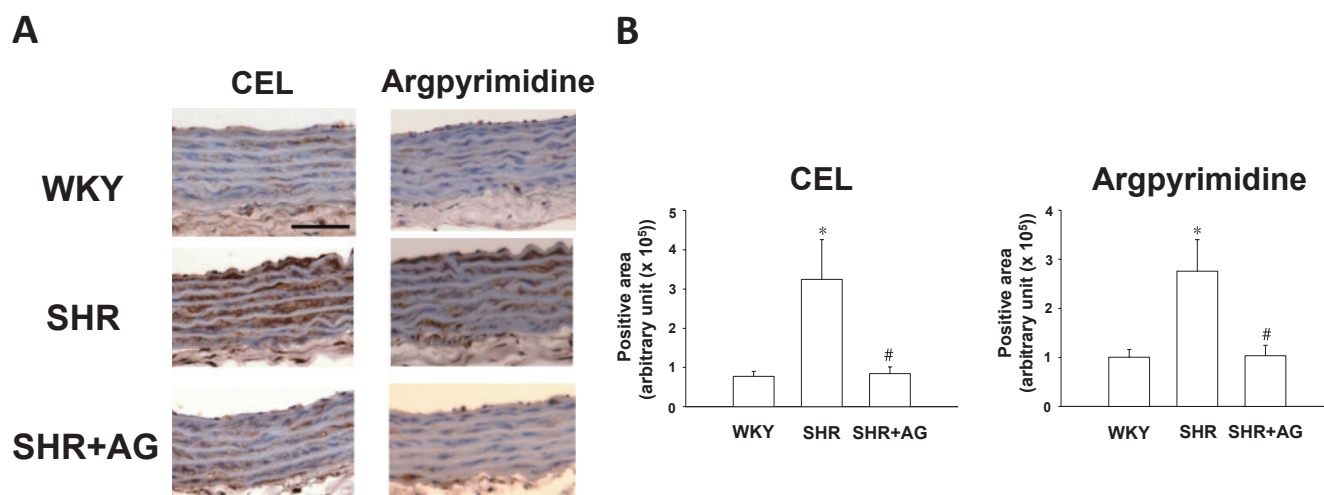 A
CEL
Argpyrimidine
WKY
SHR
SHR+AG
B
CEL
Positive area
(arbitrary unit (x 10⁵))
5
4
3
2
1
0
*
#
WKY
SHR
SHR+AG
Argpyrimidine
Positive area
(arbitrary unit (x 10⁵))
4
3
2
1
0
*
#
WKY
SHR
SHR+AG